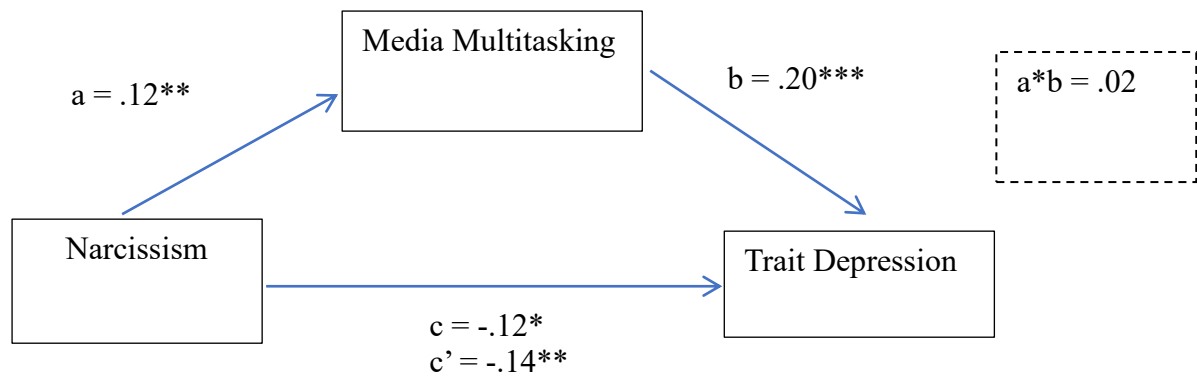 Media Multitasking
a = .12**
b = .20***
a*b = .02
Narcissism
Trait Depression
c = -.12*
c’ = -.14**